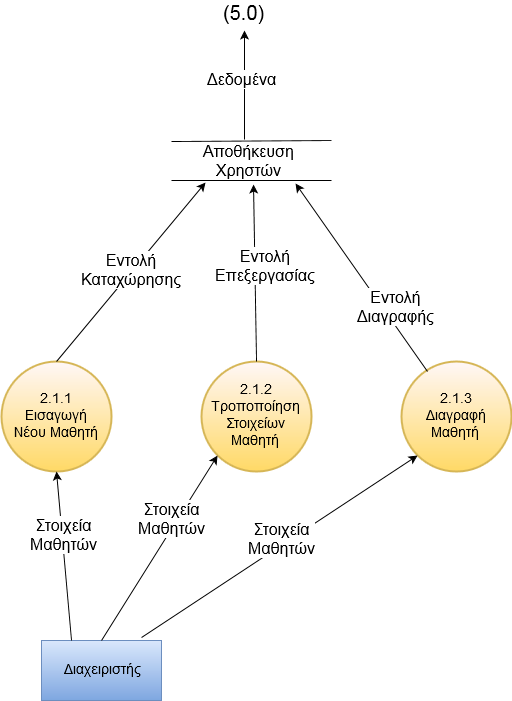 (5.0)
Δεδομένα
Αποθήκευση
Χρηστών
Εντολή
Καταχώρησης
Εντολή
Επεξεργασίας
Εντολή
Διαγραφής
2.1.1
Εισαγωγή
Νέου Μαθητή
2.1.2
Τροπποποίηση
Στοιχείων
Μαθητή
2.1.3
Διαγραφή
Μαθητή
Στοιχεία
Μαθητών
Στοιχεία
Μαθητών
Στοιχεία
Μαθητών
Διαχειριστής